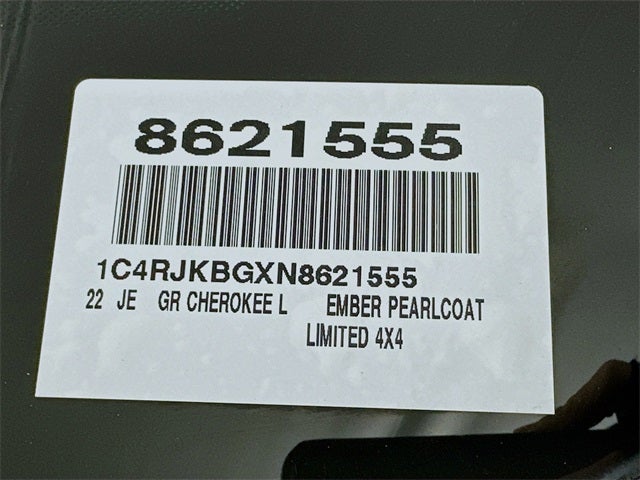 8621555
1C4RJKBGXN8621555
22 JE GR CHEROKEE L EMBER PEARLCOAT
LIMITED 4X4